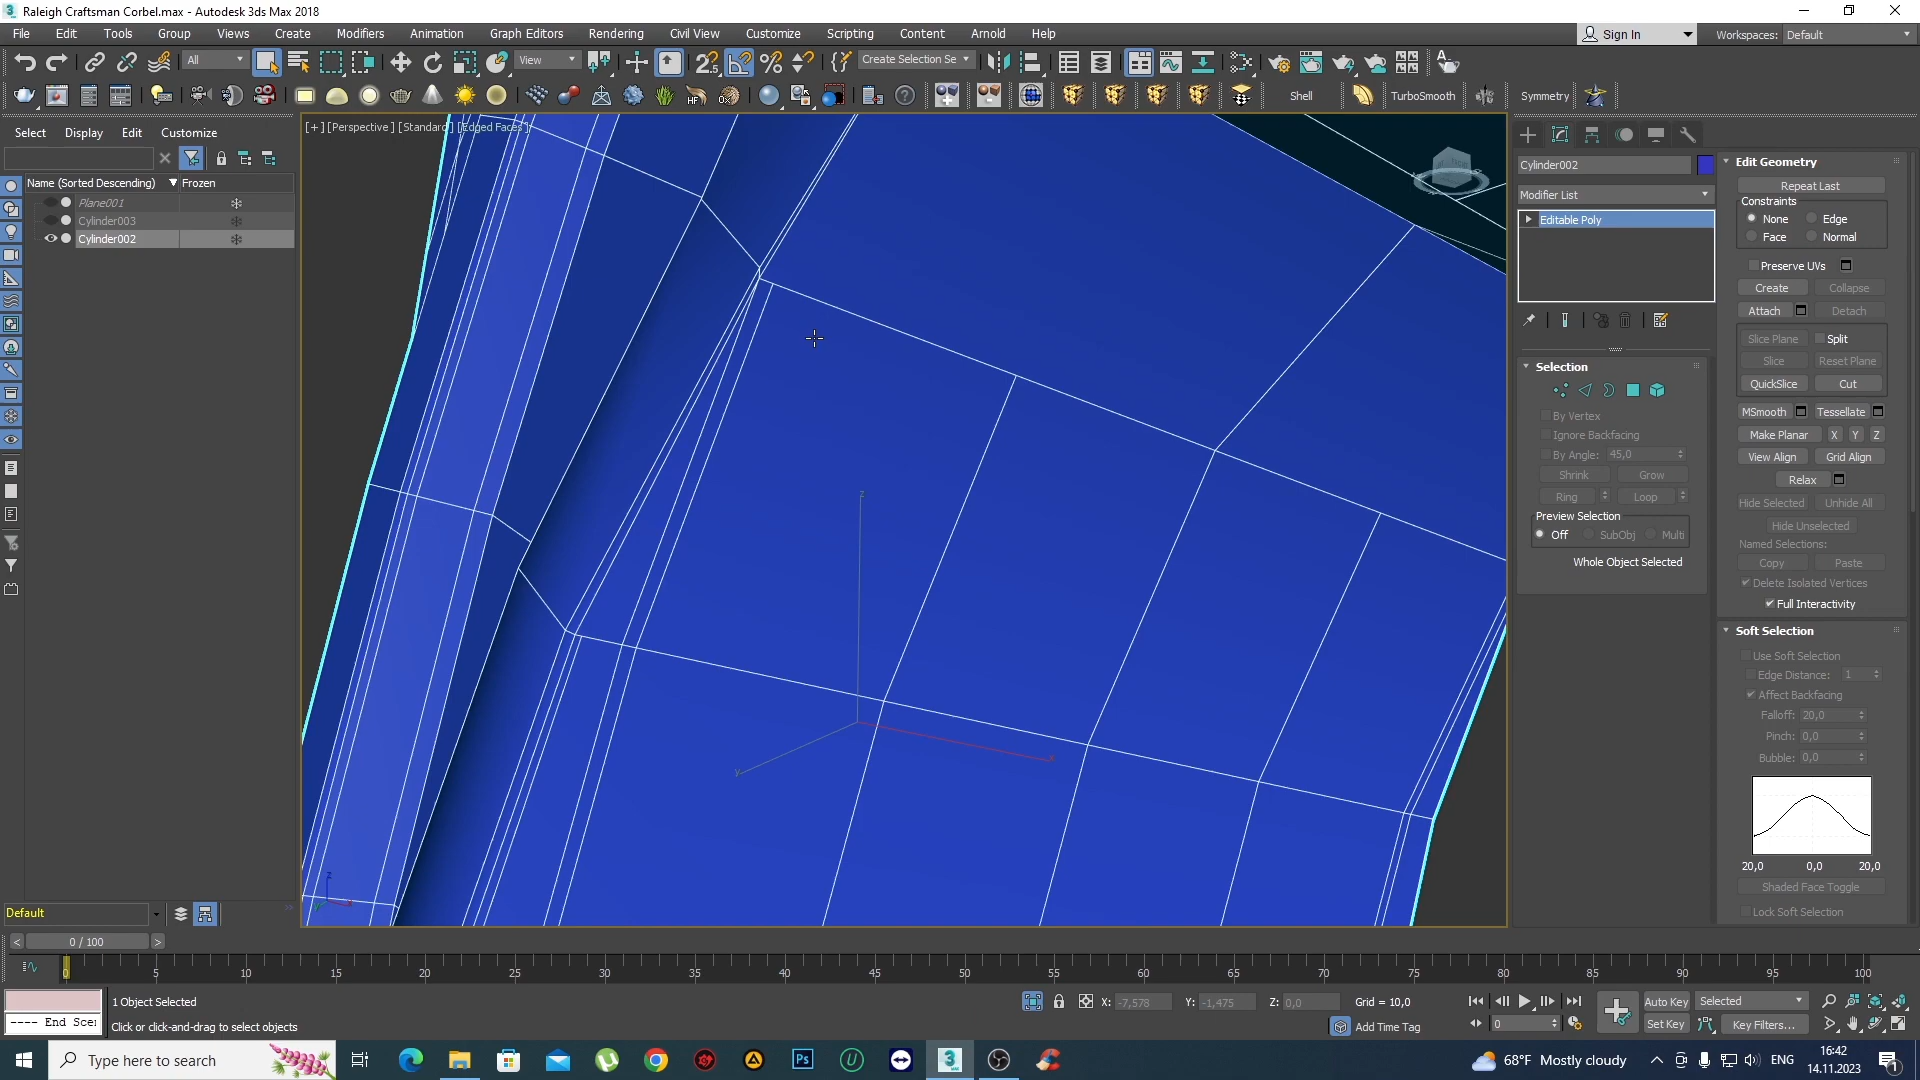 Raleigh Craftsman Corbel.max - Autodesk 3ds Max 2018
File Edit Tools Group Views Create Modifiers Animation Graph Editors Rendering Civil View Customize Scripting Content Arnold Help
Sign In Workspaces: Default
All View Create Selection Se
HF Shell TurboSmooth Symmetry
Select Display Edit Customize
Name (Sorted Descending) Frozen
Plane001
Cylinder003
Cylinder002
[+] [Perspective] [Standard] [Edged Faces]
z
x
y
Cylinder002
Modifier List
Editable Poly
Selection
By Vertex
Ignore Backfacing
By Angle: 45,0
Shrink Grow
Ring Loop
Preview Selection
Off SubObj Multi
Whole Object Selected
Edit Geometry
Repeat Last
Constraints
None Edge
Face Normal
Preserve UVs
Create Collapse
Attach Detach
Slice Plane Split
Slice Reset Plane
QuickSlice Cut
MSmooth Tessellate
Make Planar X Y Z
View Align Grid Align
Relax
Hide Selected Unhide All
Hide Unselected
Named Selections:
Copy Paste
Delete Isolated Vertices
Full Interactivity
Soft Selection
Use Soft Selection
Edge Distance: 1
Affect Backfacing
Falloff: 20,0
Pinch: 0,0
Bubble: 0,0
20,0 0,0 20,0
Shaded Face Toggle
Lock Soft Selection
Default
0 / 100
0 5 10 15 20 25 30 35 40 45 50 55 60 65 70 75 80 85 90 95 100
1 Object Selected
---- End Sce
Click or click-and-drag to select objects
X: -7,578 Y: -1,475 Z: 0,0 Grid = 10,0
Add Time Tag
0
Auto Key Selected
Set Key Key Filters...
Type here to search
Ps
3
68°F Mostly cloudy
ENG
16:42
14.11.2023
1